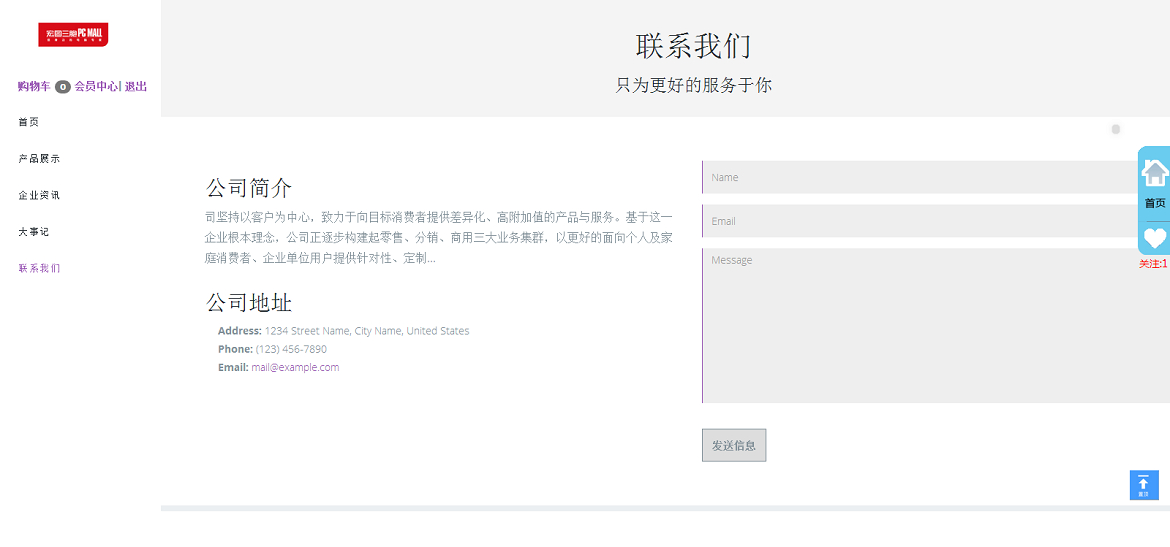 宏图三胞PC MALL
购物车 0 会员中心| 退出
首页
产品展示
企业资讯
大事记
联系我们
联系我们
只为更好的服务于你
公司简介
司坚持以客户为中心，致力于向目标消费者提供差异化、高附加值的产品与服务。基于这一
企业根本理念，公司正逐步构建起零售、分销、商用三大业务集群，以更好的面向个人及家
庭消费者、企业单位用户提供针对性、定制...
公司地址
Address: 1234 Street Name, City Name, United States
Phone: (123) 456-7890
Email: mail@example.com
Name
Email
Message
发送信息
首页
关注:1